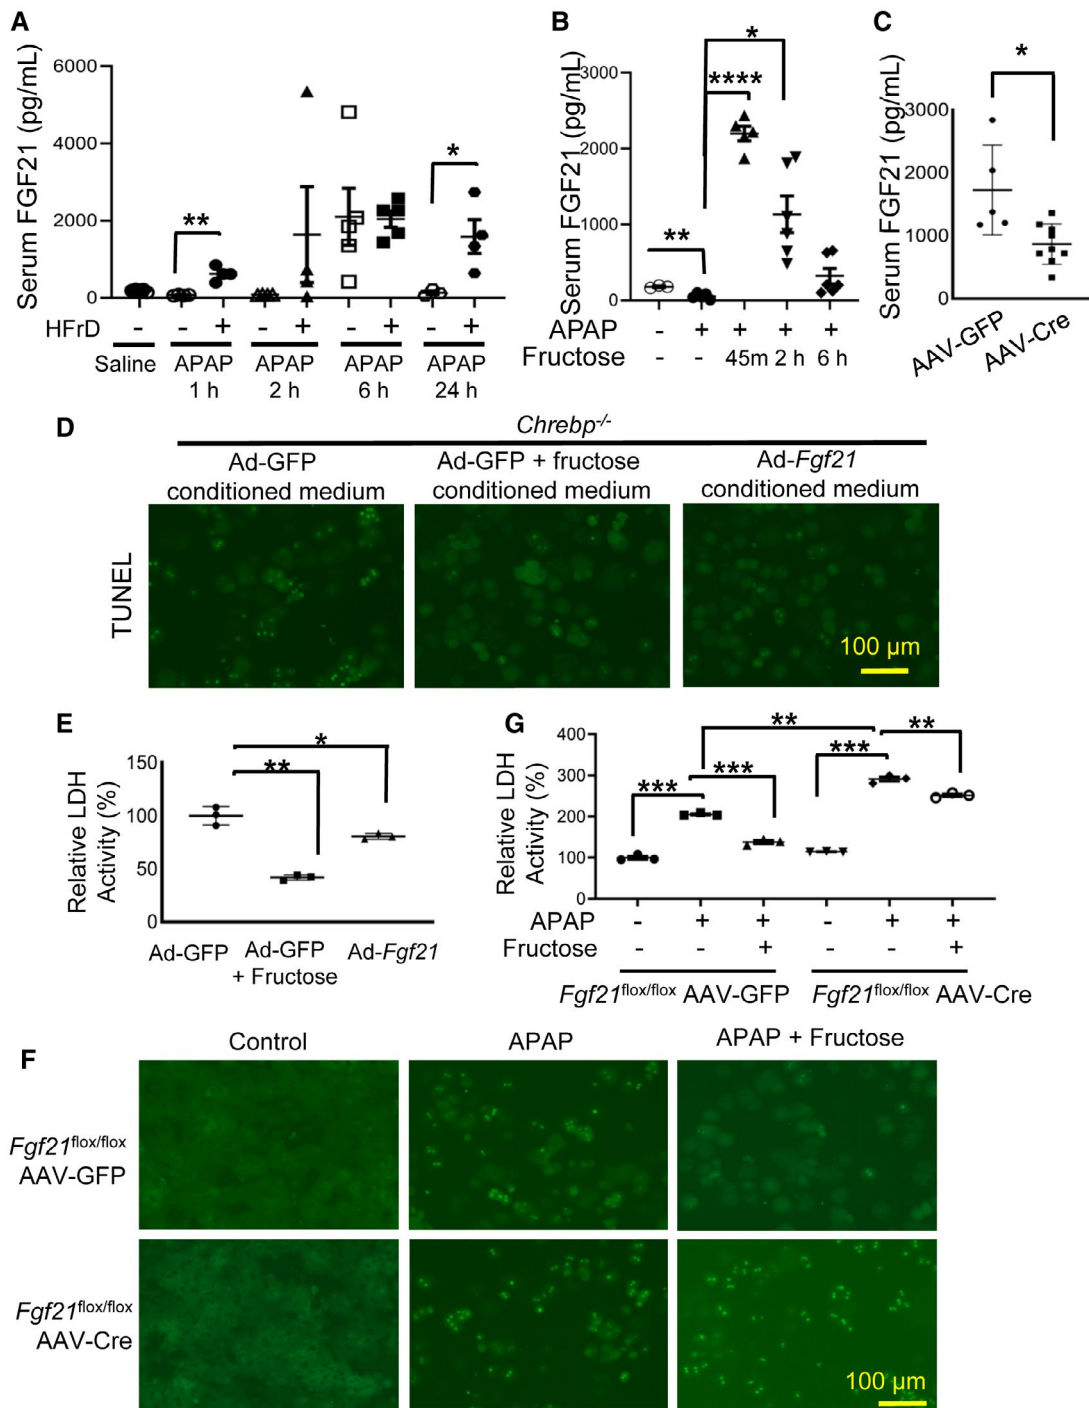 A
Serum FGF21 (pg/mL)
6000
4000
2000
0
**
*
HFrD
- - + - + - + - +
Saline APAP APAP APAP APAP
1 h 2 h 6 h 24 h
B
Serum FGF21 (pg/mL)
3000
2000
1000
0
*
****
**
APAP - + + + +
Fructose - - 45m 2 h 6 h
C
Serum FGF21 (pg/mL)
3000
2000
1000
0
*
AAV-GFP
AAV-Cre
D
Chrebp-/-
Ad-GFP Ad-GFP + fructose Ad-Fgf21
conditioned medium conditioned medium conditioned medium
TUNEL
100 µm
E
Relative LDH
Activity (%)
150
100
50
0
*
**
Ad-GFP Ad-GFP Ad-Fgf21
+ Fructose
G
Relative LDH
Activity (%)
400
300
200
100
0
**
**
***
***
***
APAP - + + - + +
Fructose - - + - - +
Fgf21flox/flox AAV-GFP Fgf21flox/flox AAV-Cre
F
Control APAP APAP + Fructose
Fgf21flox/flox
AAV-GFP
Fgf21flox/flox
AAV-Cre
100 µm